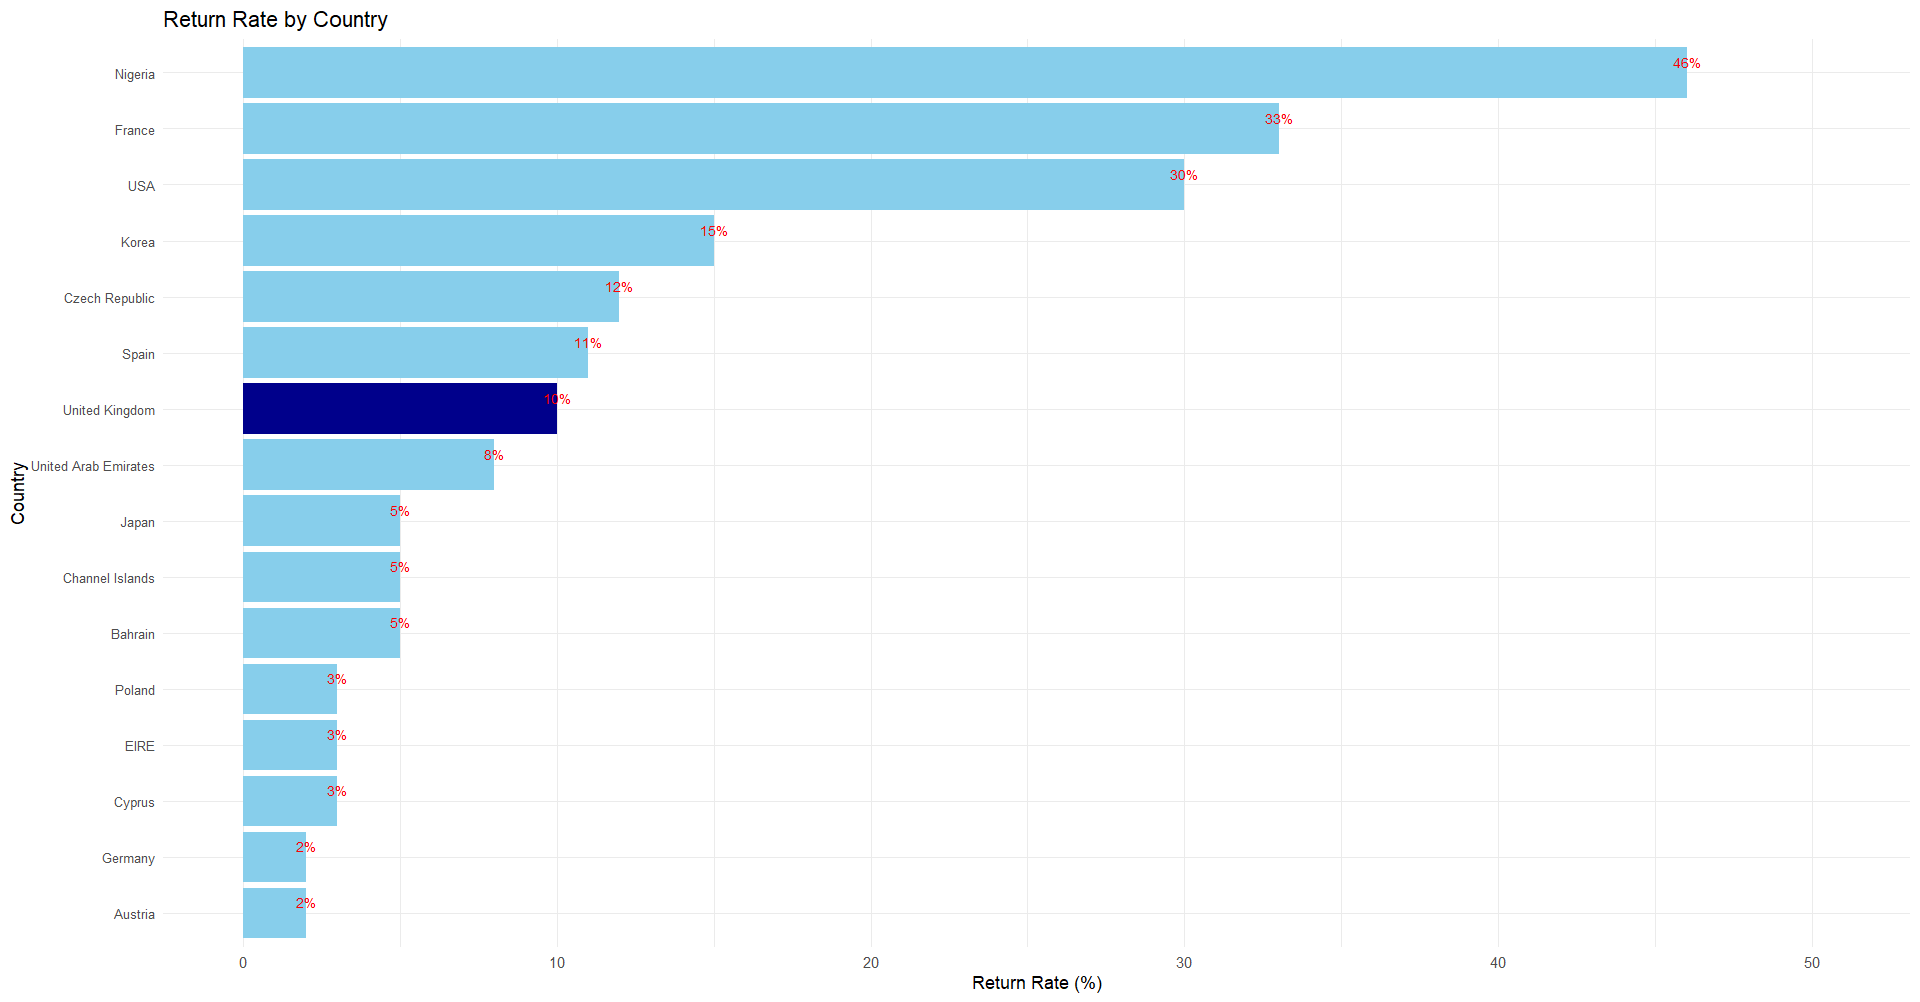 Return Rate by Country
Nigeria 46%
France 33%
USA 30%
Korea 15%
Czech Republic 12%
Spain 11%
United Kingdom 10%
United Arab Emirates 8%
Japan 5%
Channel Islands 5%
Bahrain 5%
Poland 3%
EIRE 3%
Cyprus 3%
Germany 2%
Austria 2%
Country
0 10 20 30 40 50
Return Rate (%)